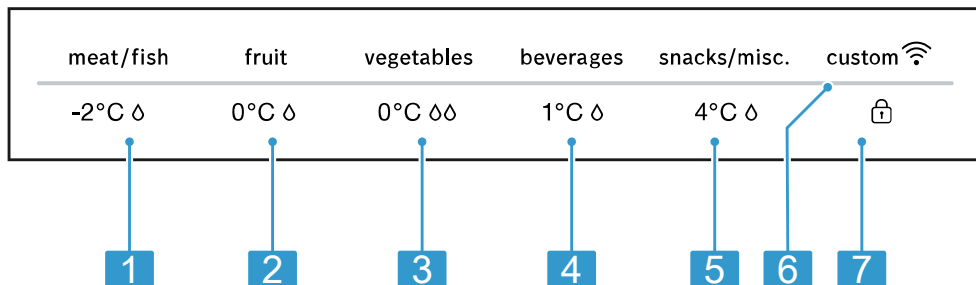 meat/fish fruit vegetables beverages snacks/misc. custom
-2°C 0°C 0°C 1°C 4°C
1 2 3 4 5 6 7